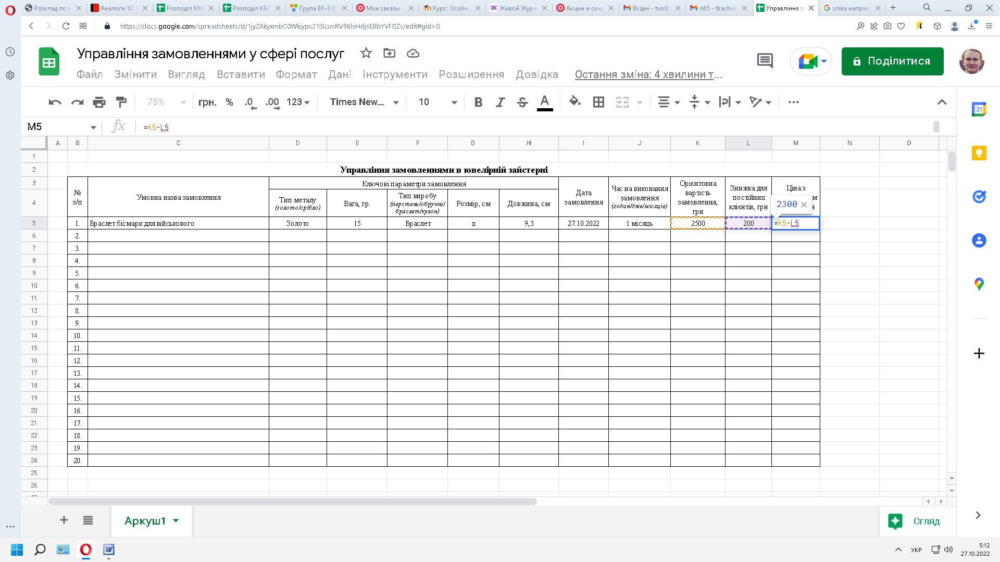 Розклад по в
Аналоги 1С т
Розподіл КМ
Розподіл КБР
Група ЕК-3 [Г
Мои заказы –
Курс: Особис
Живой Журн
Акции и скид
Вхідні - tvo@
л65 - tkachuk
Управління з
зліва направо
https://docs.google.com/spreadsheets/d/1jyZAkyxmbC0Wkiyps21lScunRV96hiHdjsEBbYVFGZs/edit#gid=0
Управління замовленнями у сфері послуг
Файл Змінити Вигляд Вставити Формат Дані Інструменти Розширення Довідка Остання зміна: 4 хвилини т...
Поділитися
75% грн. % .0 .00 123 Times New... 10 B I S A
31
M5 fx =K5-L5
A B C D E F G H I J K L M N O
1
2 Управління замовленнями в ювелірній зайстерні
3 № з/п Умовна назва замовлення Ключові параметри замовлення Дата замовлення Час на виконання замовлення (годин/днів/місяців) Орієнтовна вартість замовлення, грн Знижка для постійних клієнтів, грн Ціна з
4 Тип металу (золото/срібло) Вага, гр. Тип виробу (перстень/обручка/браслет/кулон) Розмір, см Довжина, см
2300 ×
5 1. Браслет бісмарк для військового Золото 15 Браслет х 9,3 27.10.2022 1 місяць 2500 200 =K5-L5
6 2.
7 3.
8 4.
9 5.
10 6.
11 7.
12 8.
13 9.
14 10.
15 11.
16 12.
17 13.
18 14.
19 15.
20 16.
21 17.
22 18.
23 19.
24 20.
25
26
Аркуш1
Огляд
УКР
5:12
27.10.2022